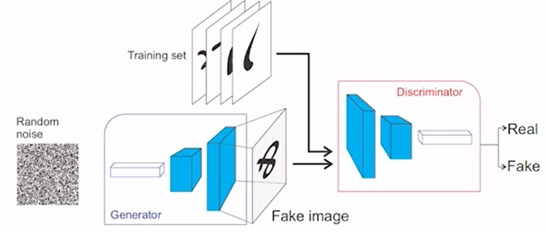 Training set
Discriminator
Random
noise
Real
Fake
Generator
Fake image